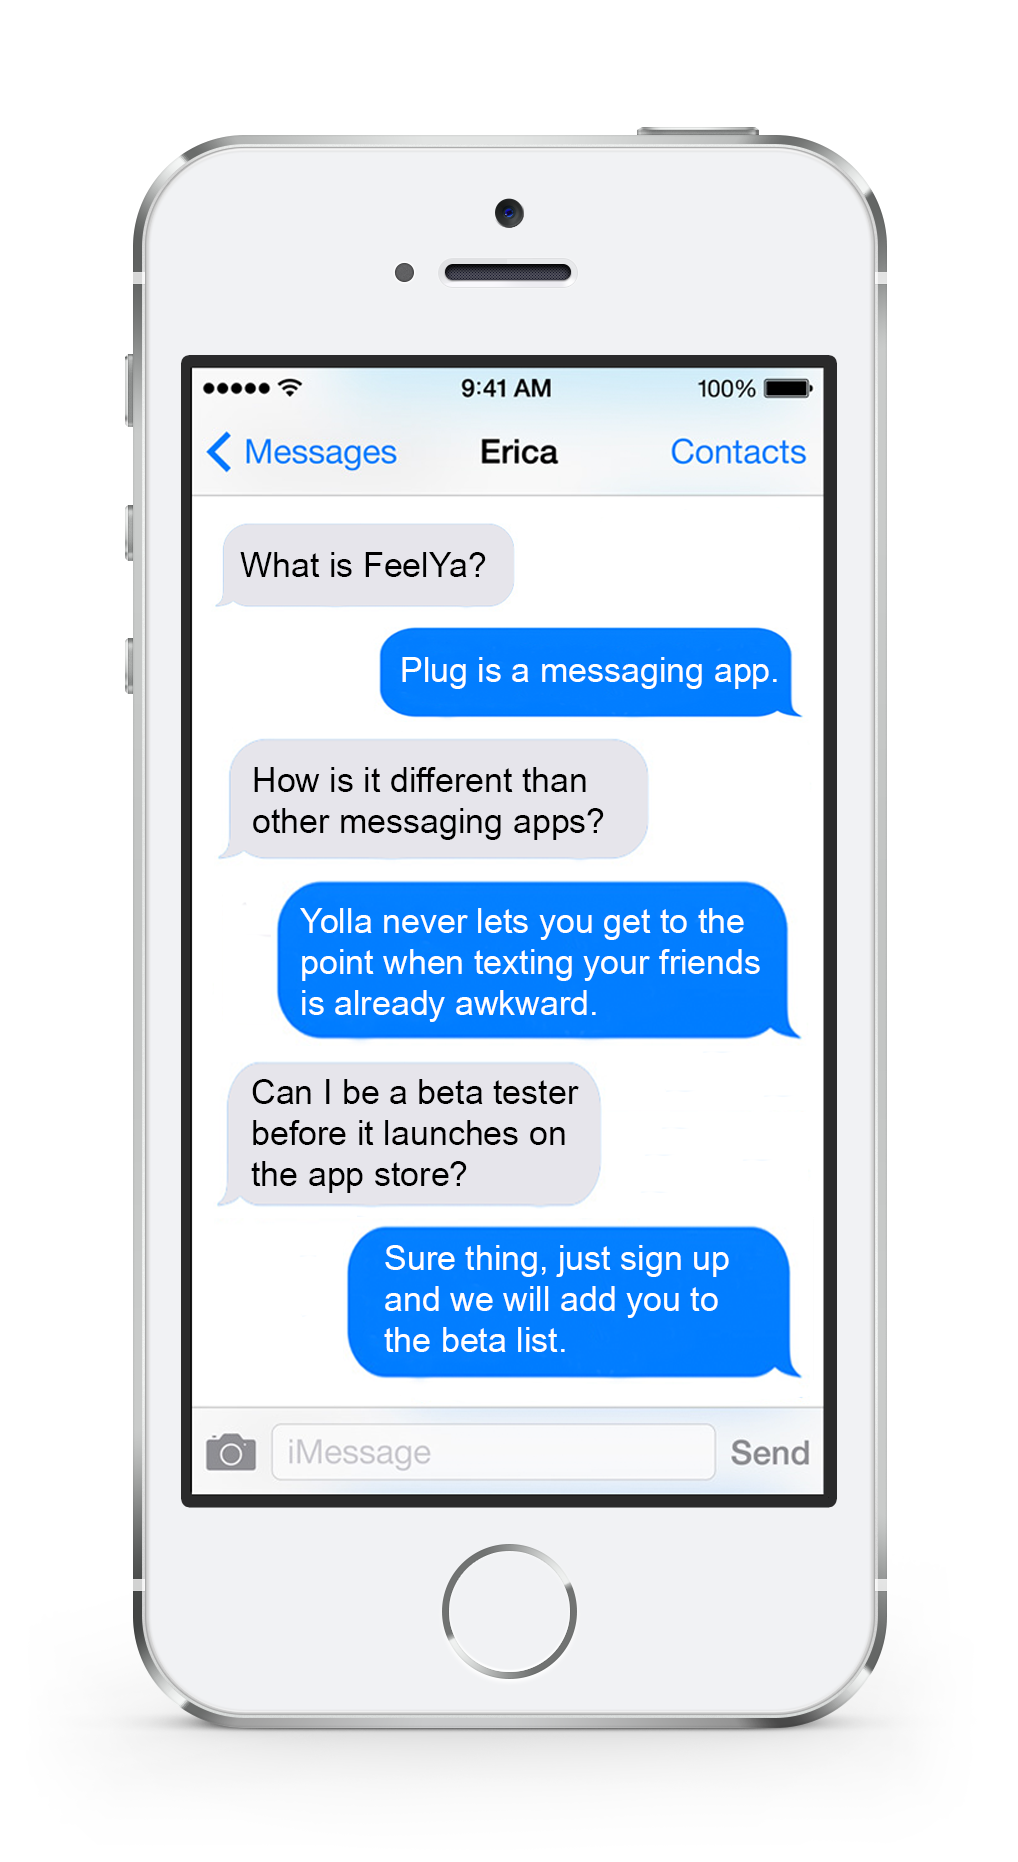 9:41 AM 100%
Messages Erica Contacts
What is FeelYa?
Plug is a messaging app.
How is it different than
other messaging apps?
Yolla never lets you get to the
point when texting your friends
is already awkward.
Can I be a beta tester
before it launches on
the app store?
Sure thing, just sign up
and we will add you to
the beta list.
iMessage Send